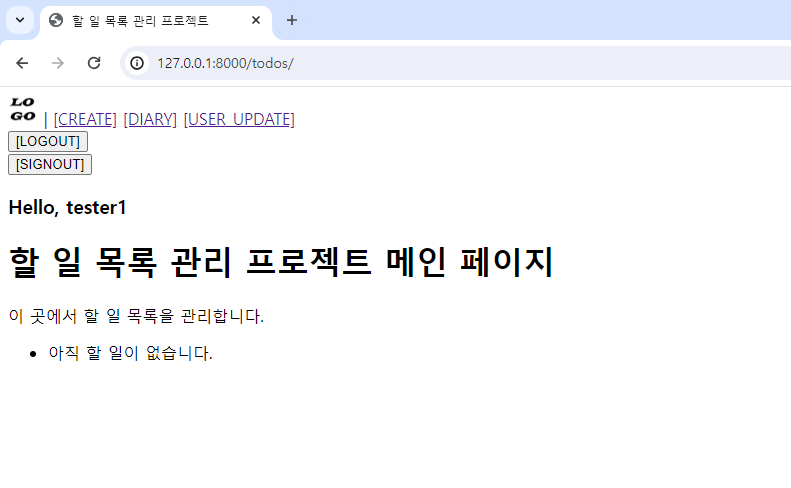 할 일 목록 관리 프로젝트
127.0.0.1:8000/todos/
LO
GO | [CREATE] [DIARY] [USER_UPDATE]
[LOGOUT]
[SIGNOUT]
Hello, tester1
할 일 목록 관리 프로젝트 메인 페이지
이 곳에서 할 일 목록을 관리합니다.
• 아직 할 일이 없습니다.